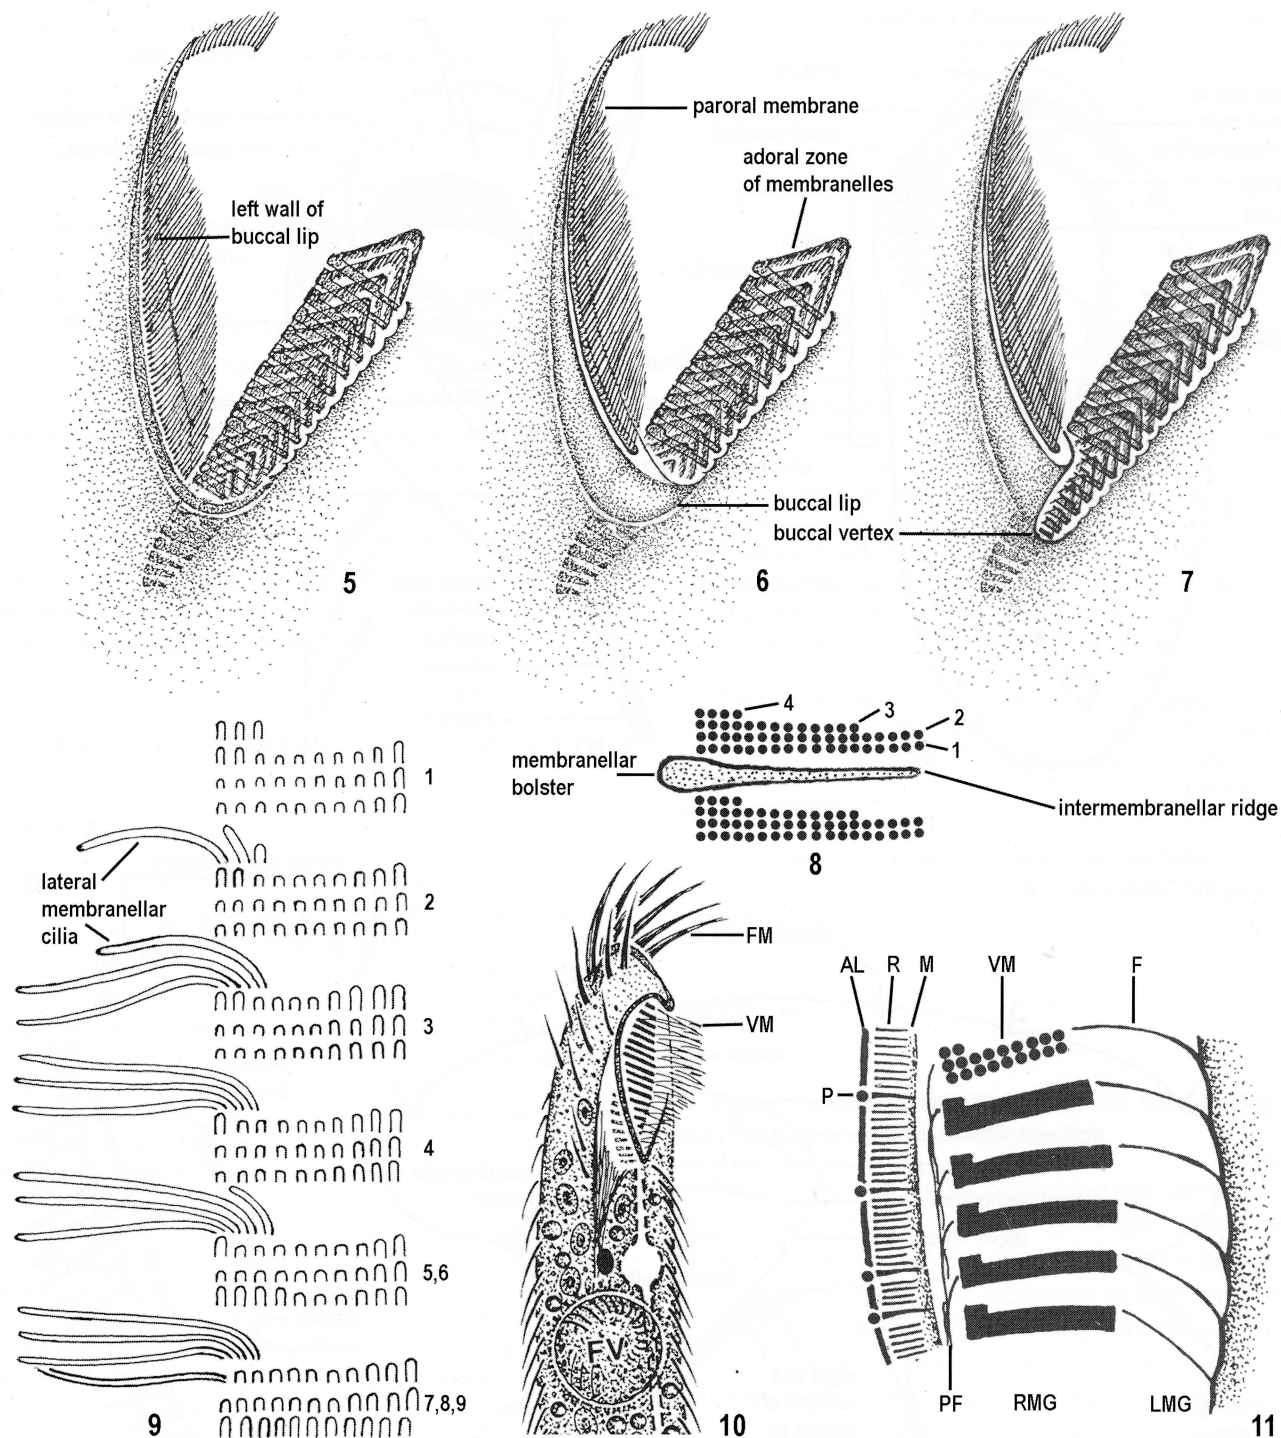 paroral membrane
adoral zone
of membranelles
left wall of
buccal lip
buccal lip
buccal vertex
5
6
7
4
3
2
1
membranellar
bolster
intermembranellar ridge
8
1
lateral
membranellar
cilia
2
3
4
5,6
7,8,9
9
FM
VM
FV
10
AL
R
M
VM
F
P
PF
RMG
LMG
11